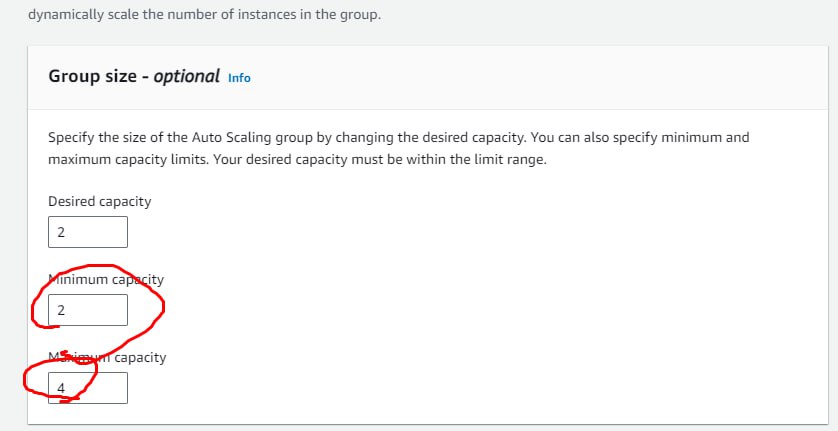 dynamically scale the number of instances in the group.
Group size - optional Info
Specify the size of the Auto Scaling group by changing the desired capacity. You can also specify minimum and
maximum capacity limits. Your desired capacity must be within the limit range.
Desired capacity
2
Minimum capacity
2
Maximum capacity
4